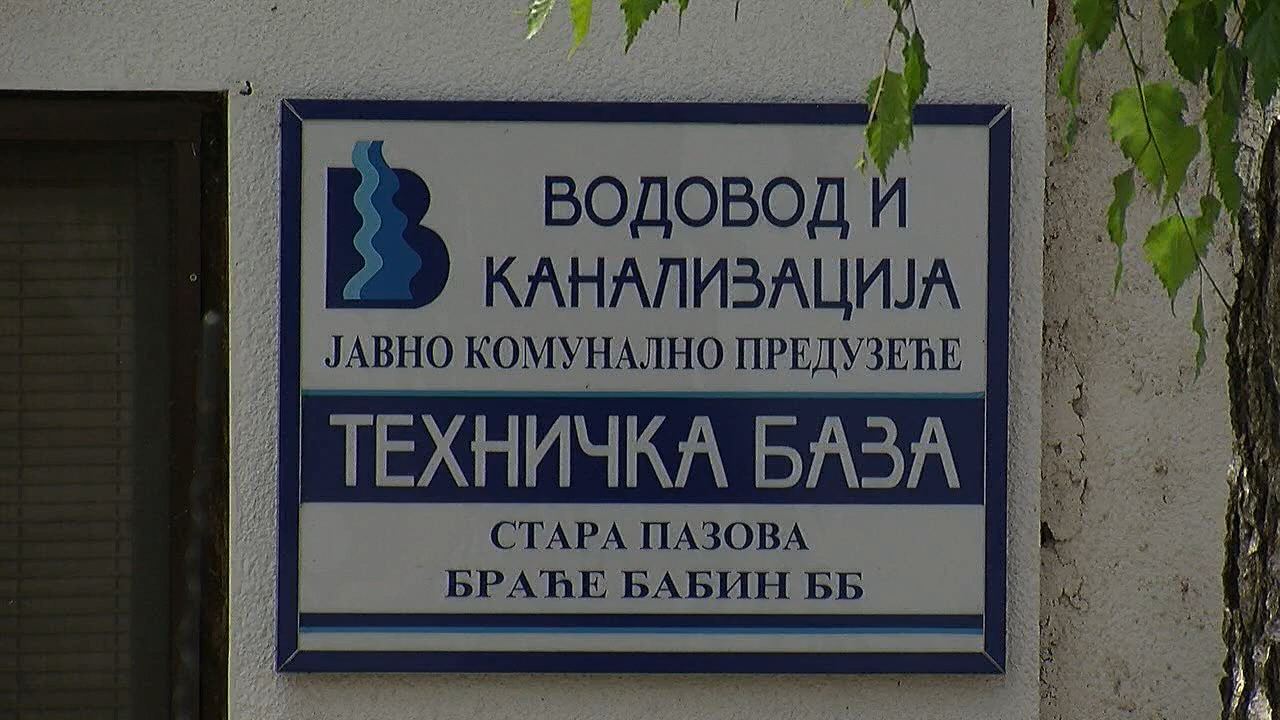 ВОДОВОД И
КАНАЛИЗАЦИЈА
ЈАВНО КОМУНАЛНО ПРЕДУЗЕЋЕ
ТЕХНИЧКА БАЗА
СТАРА ПАЗОВА
БРАЋЕ БАБИН ББ